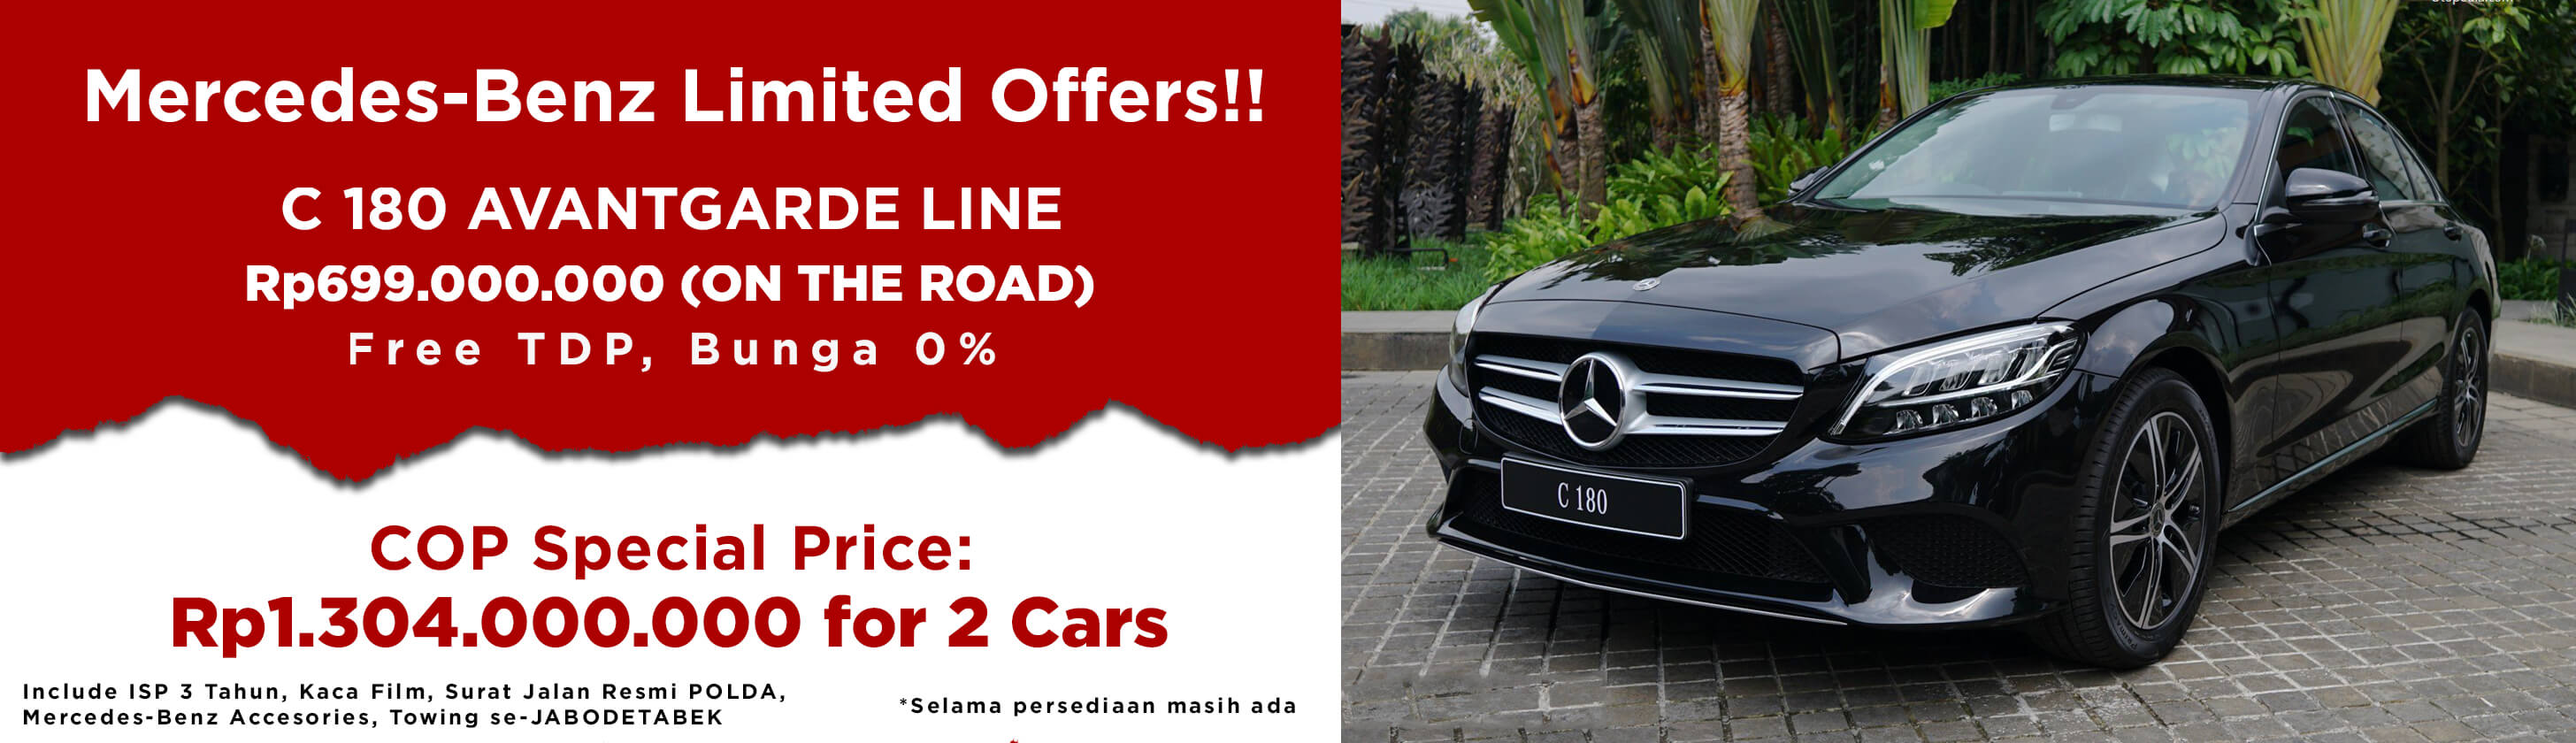 Mercedes-Benz Limited Offers!!
C 180 AVANTGARDE LINE
Rp699.000.000 (ON THE ROAD)
Free TDP, Bunga 0%
COP Special Price:
Rp1.304.000.000 for 2 Cars
Include ISP 3 Tahun, Kaca Film, Surat Jalan Resmi POLDA,
Mercedes-Benz Accesories, Towing se-JABODETABEK
*Selama persediaan masih ada
C 180